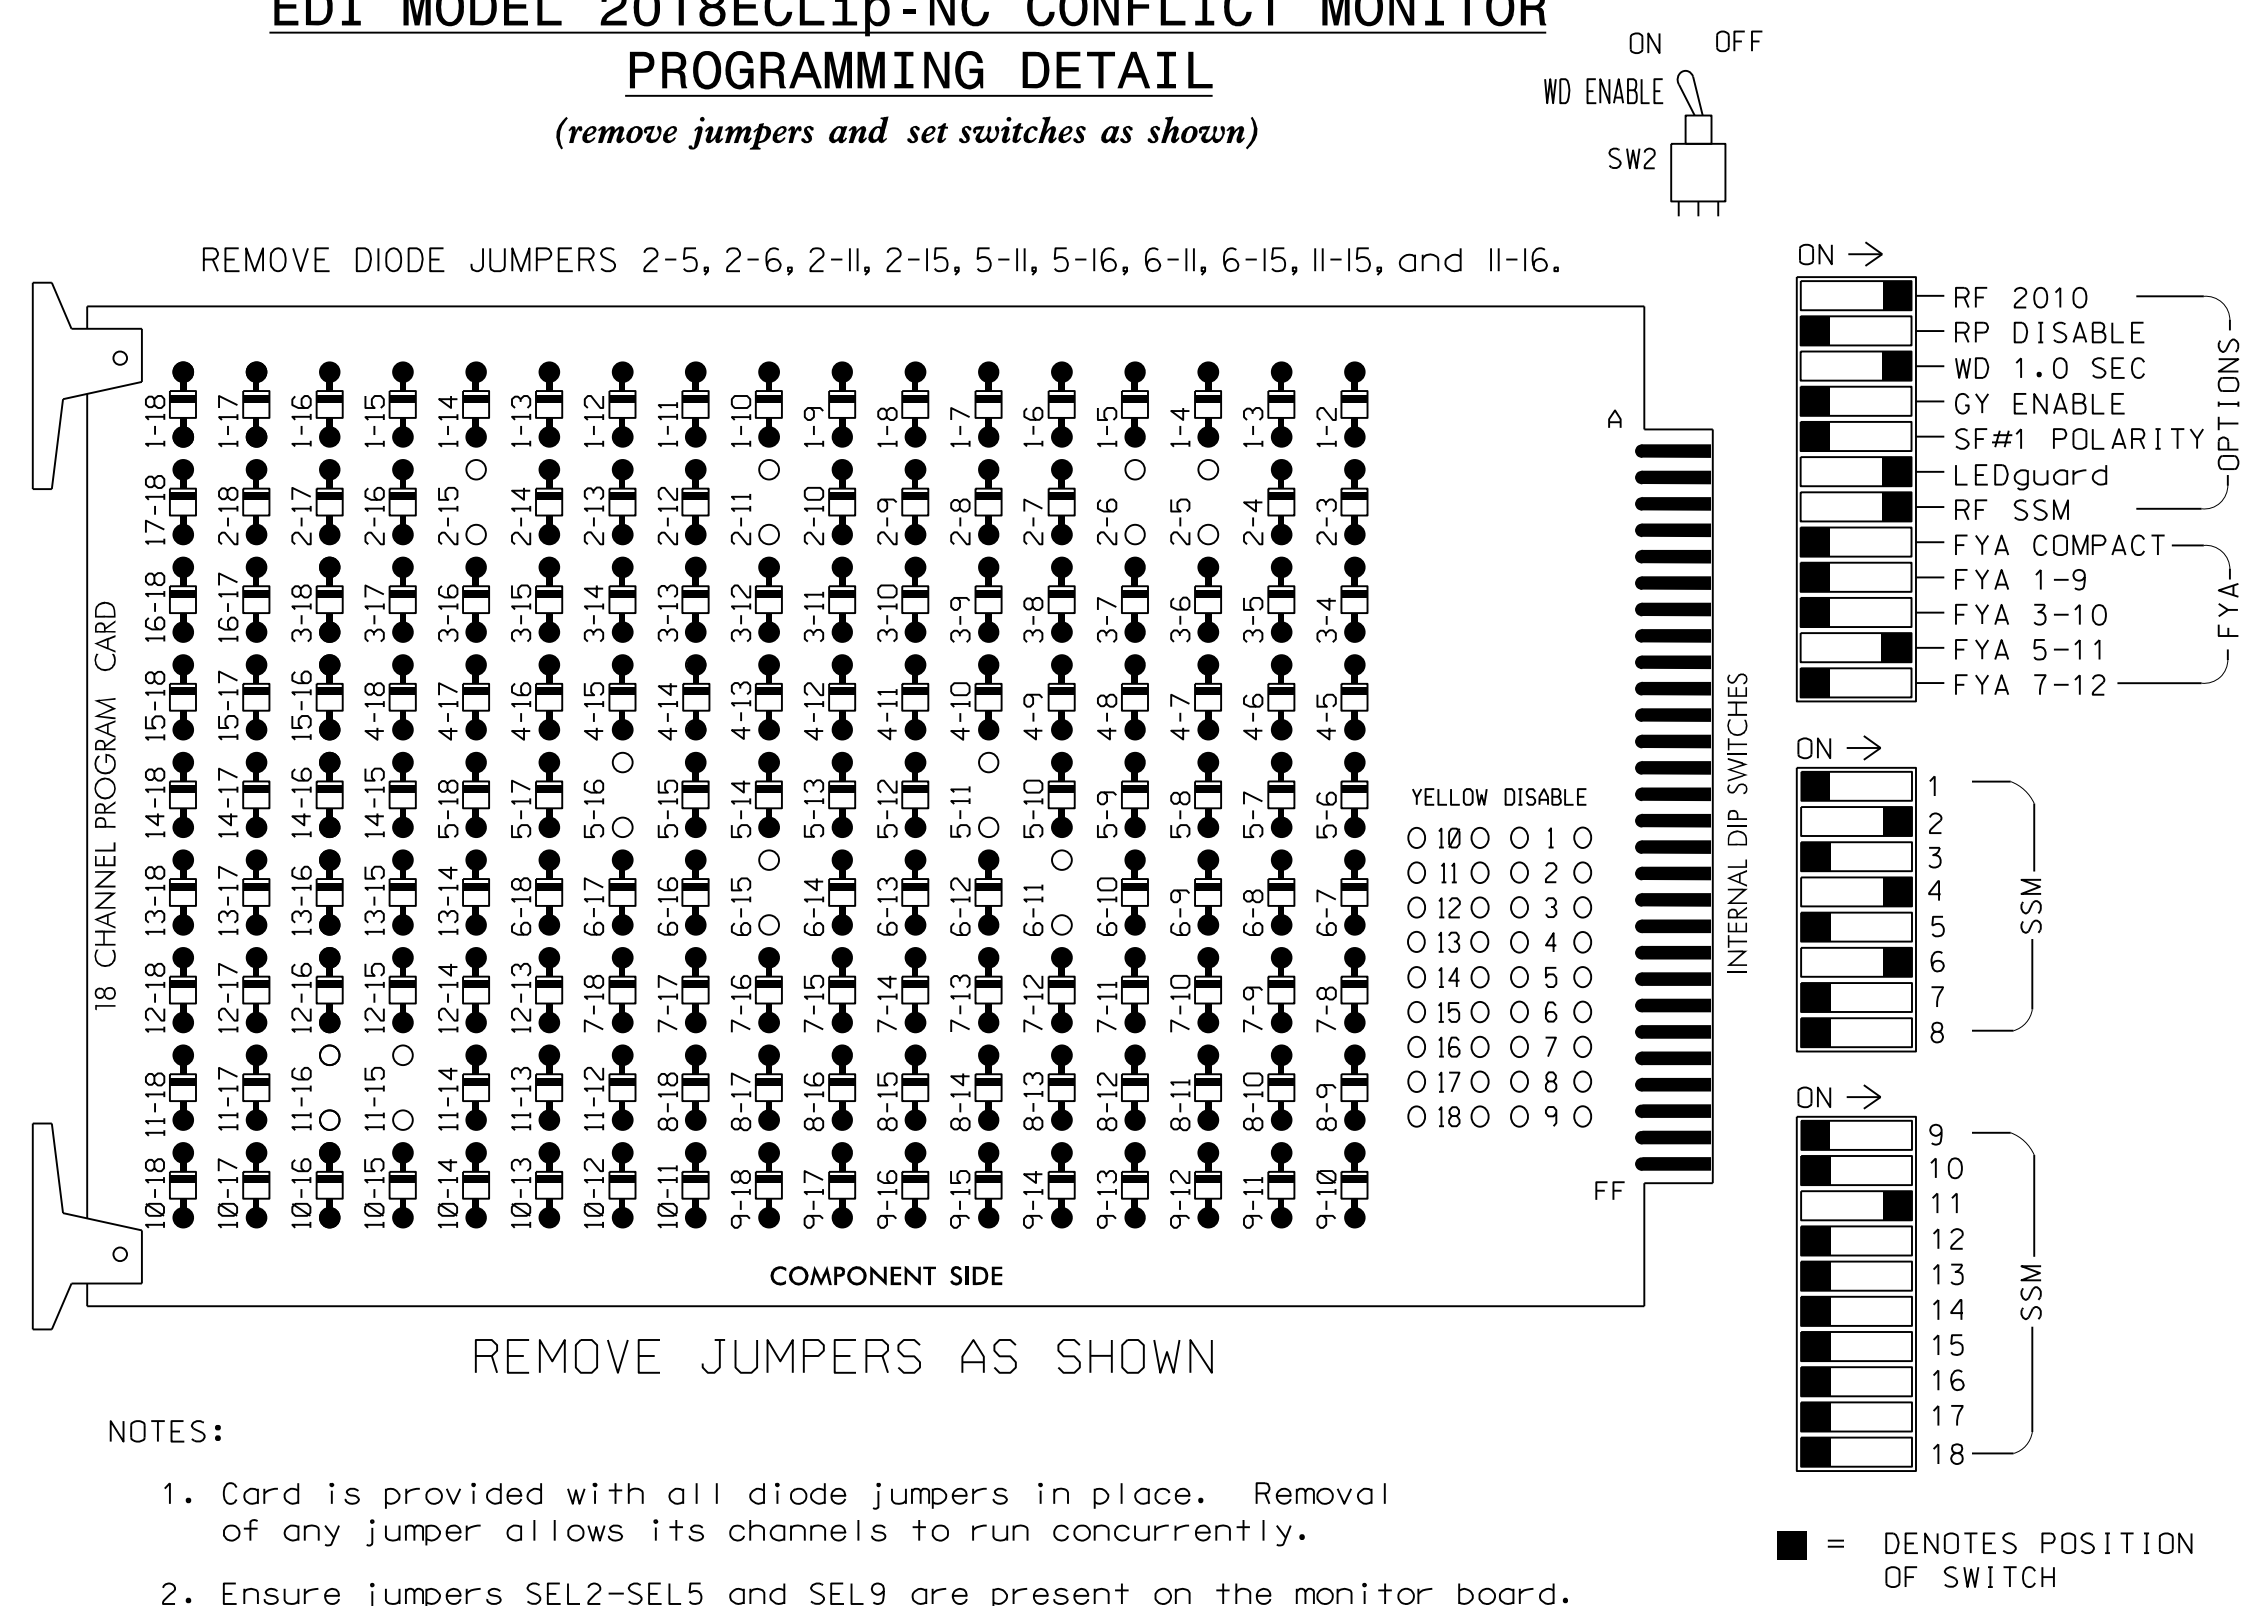 EDI MODEL 2018ECLip-NC CONFLICT MONITOR
PROGRAMMING DETAIL
(remove jumpers and set switches as shown)
ON OFF
WD ENABLE
SW2
REMOVE DIODE JUMPERS 2-5, 2-6, 2-11, 2-15, 5-11, 5-16, 6-11, 6-15, 11-15, and 11-16.
18 CHANNEL PROGRAM CARD
1-18 1-17 1-16 1-15 1-14 1-13 1-12 1-11 1-10 1-9 1-8 1-7 1-6 1-5 1-4 1-3 1-2
17-18 2-18 2-17 2-16 2-15 2-14 2-13 2-12 2-11 2-10 2-9 2-8 2-7 2-6 2-5 2-4 2-3
16-18 16-17 3-18 3-17 3-16 3-15 3-14 3-13 3-12 3-11 3-10 3-9 3-8 3-7 3-6 3-5 3-4
15-18 15-17 15-16 4-18 4-17 4-16 4-15 4-14 4-13 4-12 4-11 4-10 4-9 4-8 4-7 4-6 4-5
14-18 14-17 14-16 14-15 5-18 5-17 5-16 5-15 5-14 5-13 5-12 5-11 5-10 5-9 5-8 5-7 5-6
13-18 13-17 13-16 13-15 13-14 6-18 6-17 6-16 6-15 6-14 6-13 6-12 6-11 6-10 6-9 6-8 6-7
12-18 12-17 12-16 12-15 12-14 12-13 7-18 7-17 7-16 7-15 7-14 7-13 7-12 7-11 7-10 7-9 7-8
11-18 11-17 11-16 11-15 11-14 11-13 11-12 8-18 8-17 8-16 8-15 8-14 8-13 8-12 8-11 8-10 8-9
10-18 10-17 10-16 10-15 10-14 10-13 10-12 10-11 9-18 9-17 9-16 9-15 9-14 9-13 9-12 9-11 9-10
A
YELLOW DISABLE
10 1
11 2
12 3
13 4
14 5
15 6
16 7
17 8
18 9
FF
COMPONENT SIDE
INTERNAL DIP SWITCHES
REMOVE JUMPERS AS SHOWN
ON →
RF 2010
RP DISABLE
WD 1.0 SEC
GY ENABLE
SF#1 POLARITY
LEDguard
RF SSM
OPTIONS
FYA COMPACT
FYA 1-9
FYA 3-10
FYA 5-11
FYA 7-12
FYA
ON →
1
2
3
4
5
6
7
8
SSM
ON →
9
10
11
12
13
14
15
16
17
18
SSM
NOTES:
1. Card is provided with all diode jumpers in place. Removal
of any jumper allows its channels to run concurrently.
2. Ensure jumpers SEL2-SEL5 and SEL9 are present on the monitor board.
= DENOTES POSITION
OF SWITCH